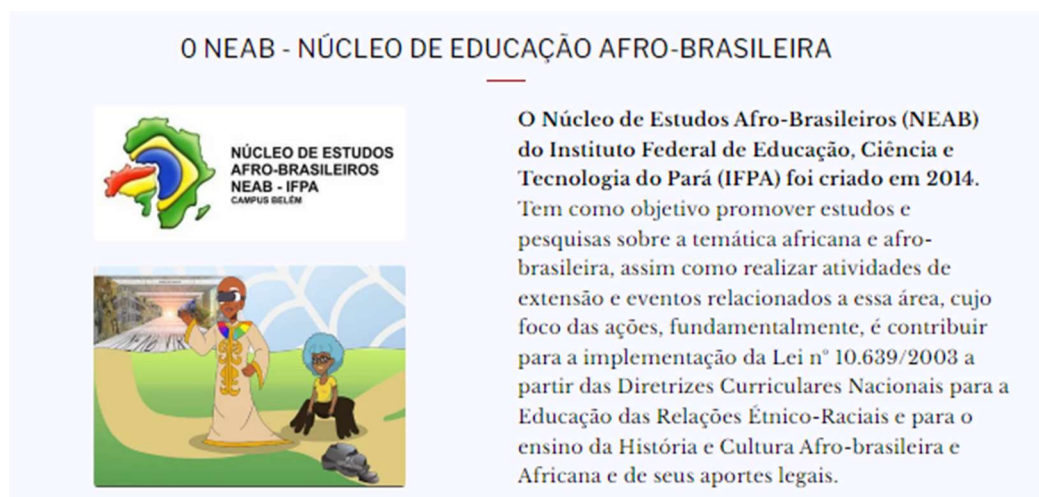 O NEAB - NÚCLEO DE EDUCAÇÃO AFRO-BRASILEIRA
NÚCLEO DE ESTUDOS
AFRO-BRASILEIROS
NEAB - IFPA
CAMPUS BELÉM
O Núcleo de Estudos Afro-Brasileiros (NEAB)
do Instituto Federal de Educação, Ciência e
Tecnologia do Pará (IFPA) foi criado em 2014.
Tem como objetivo promover estudos e
pesquisas sobre a temática africana e afro-
brasileira, assim como realizar atividades de
extensão e eventos relacionados a essa área, cujo
foco das ações, fundamentalmente, é contribuir
para a implementação da Lei nº 10.639/2003 a
partir das Diretrizes Curriculares Nacionais para a
Educação das Relações Étnico-Raciais e para o
ensino da História e Cultura Afro-brasileira e
Africana e de seus aportes legais.